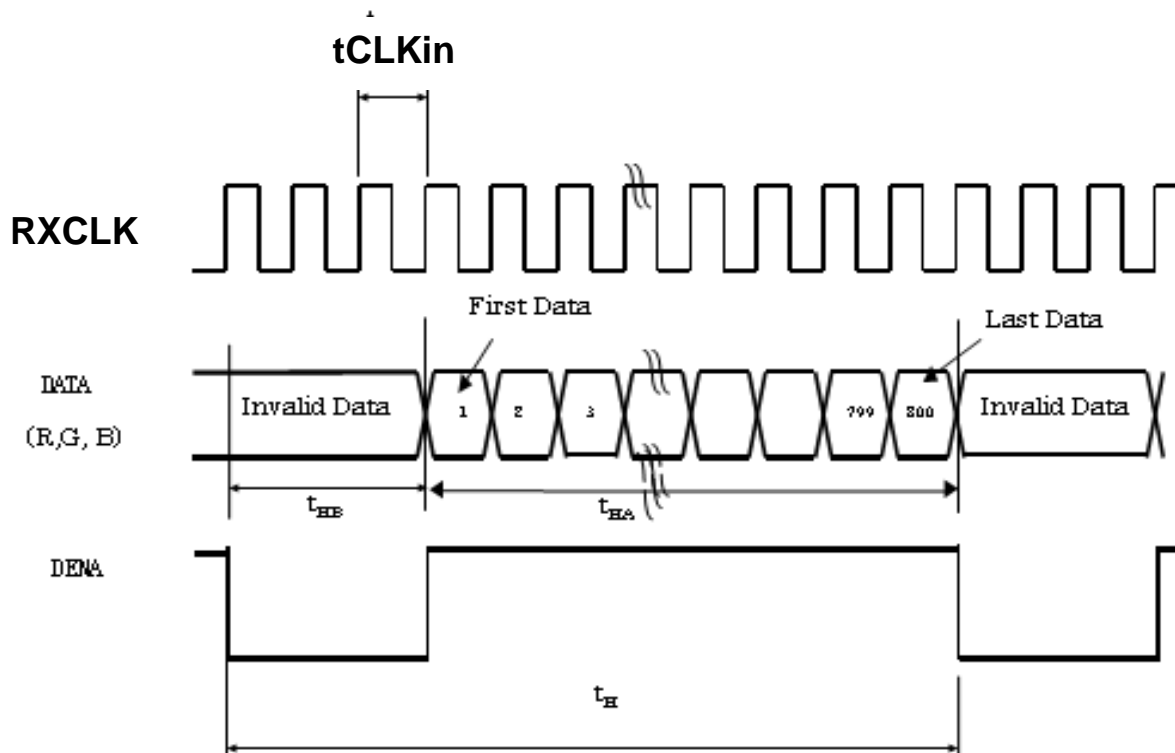 tCLKin
RXCLK
First Data
Last Data
DATA
(R,G, B)
Invalid Data
1 2 3 799 800
Invalid Data
tHB
tHA
DENA
tH